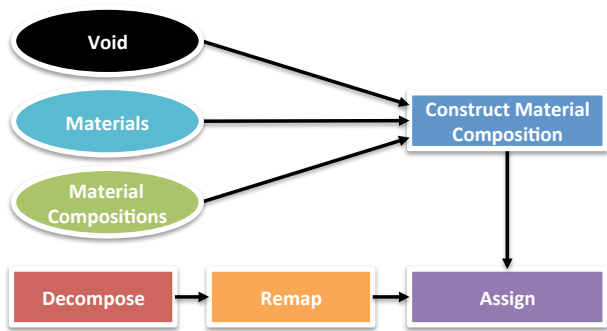 Void
Materials
Construct Material
Composition
Material
Compositions
Decompose
Remap
Assign